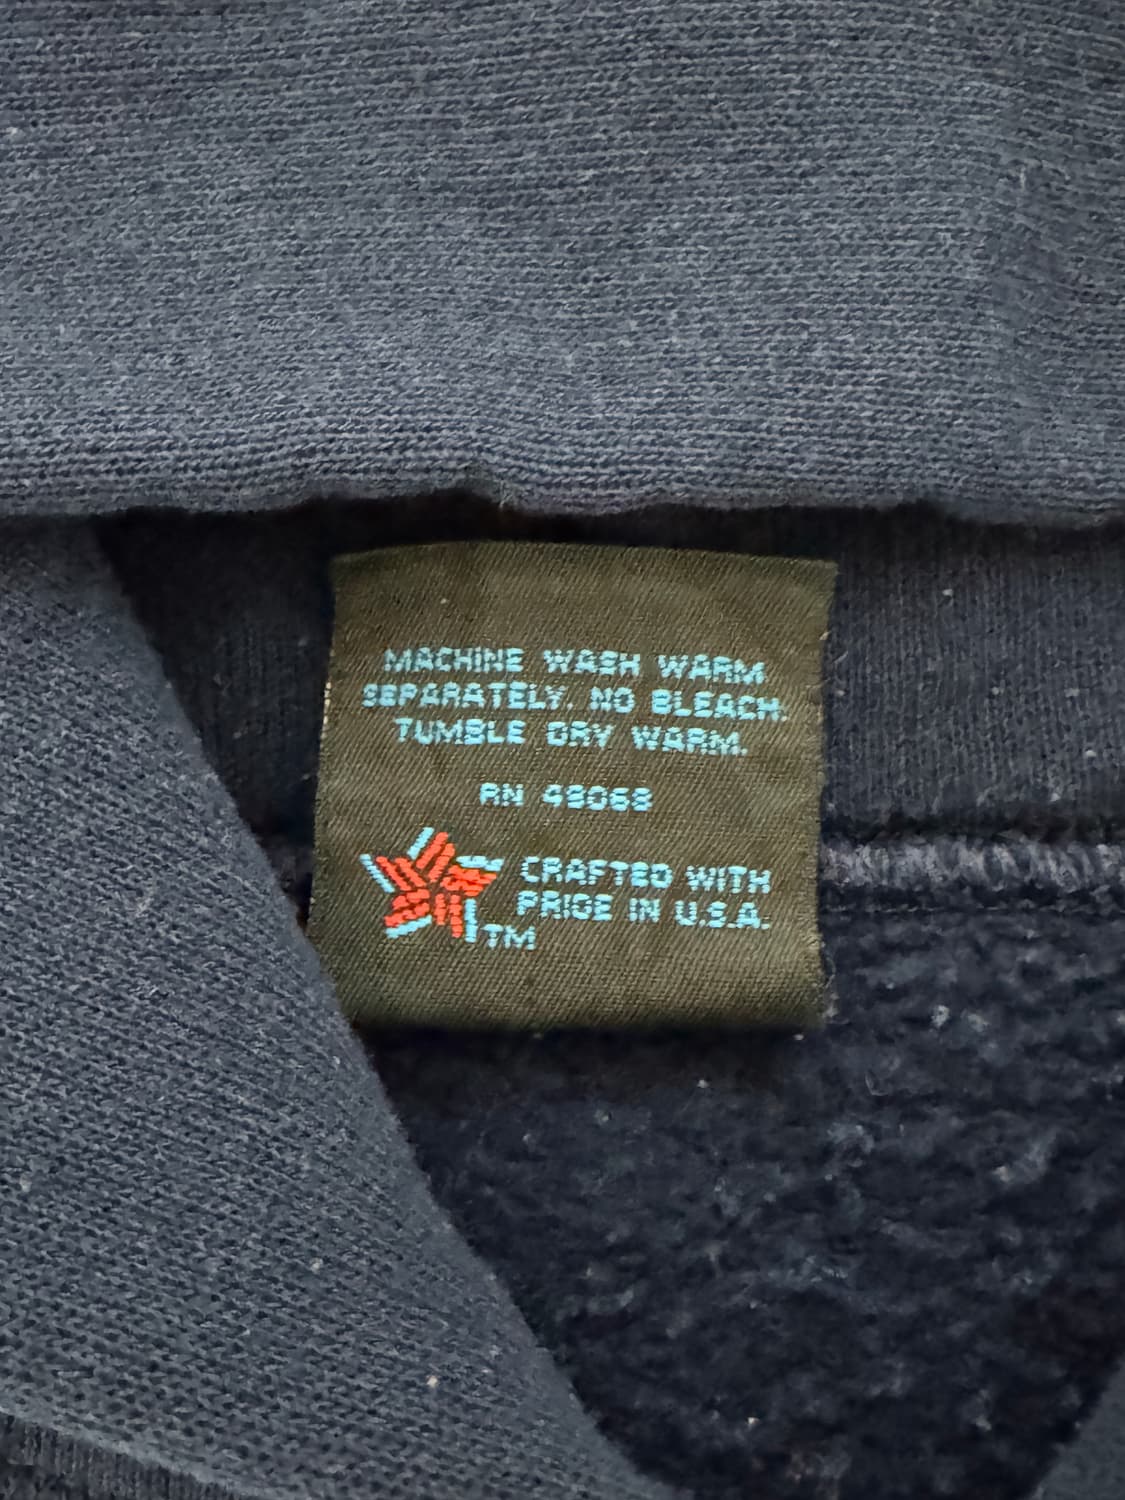 MACHINE WASH WARM
SEPARATELY. NO BLEACH.
TUMBLE DRY WARM.
RN 49068
CRAFTED WITH
PRIDE IN U.S.A.
TM